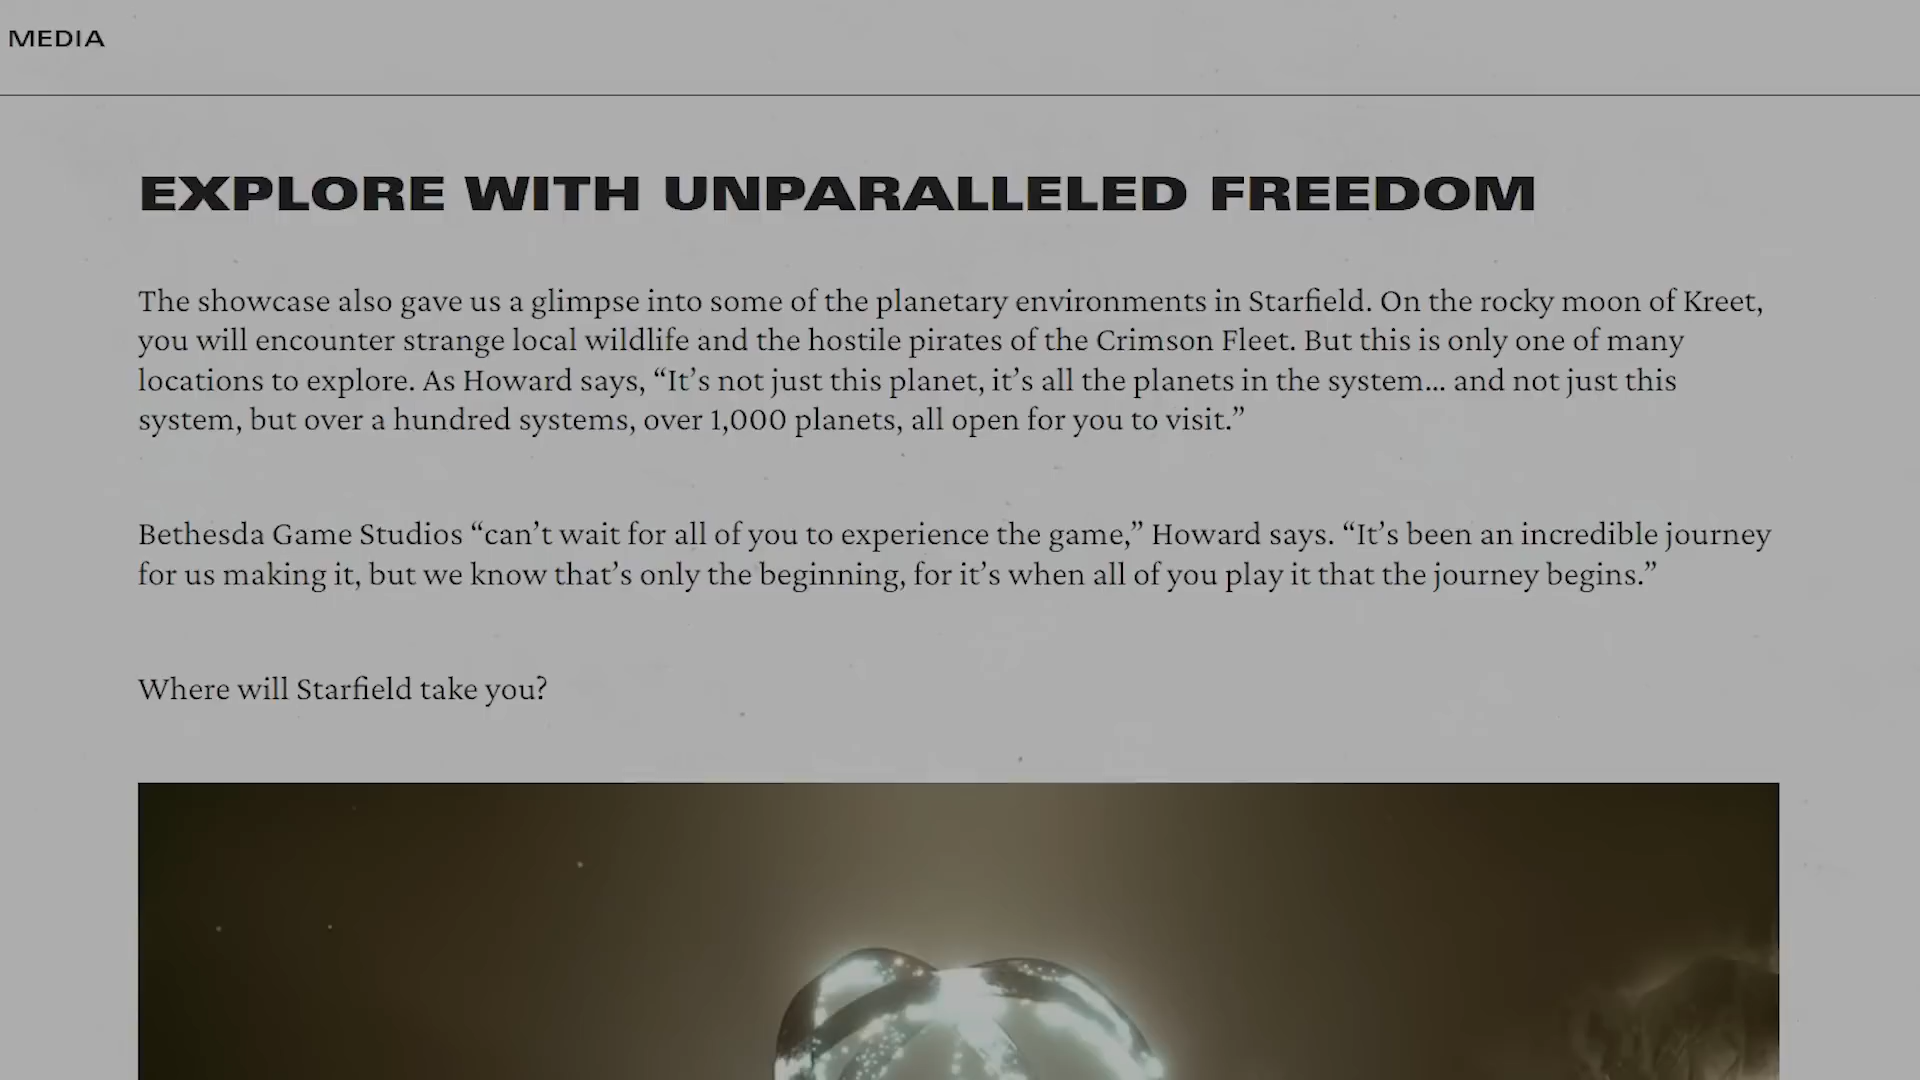 MEDIA
EXPLORE WITH UNPARALLELED FREEDOM
The showcase also gave us a glimpse into some of the planetary environments in Starfield. On the rocky moon of Kreet,
you will encounter strange local wildlife and the hostile pirates of the Crimson Fleet. But this is only one of many
locations to explore. As Howard says, “It’s not just this planet, it’s all the planets in the system... and not just this
system, but over a hundred systems, over 1,000 planets, all open for you to visit.”
Bethesda Game Studios “can’t wait for all of you to experience the game,” Howard says. “It’s been an incredible journey
for us making it, but we know that’s only the beginning, for it’s when all of you play it that the journey begins.”
Where will Starfield take you?